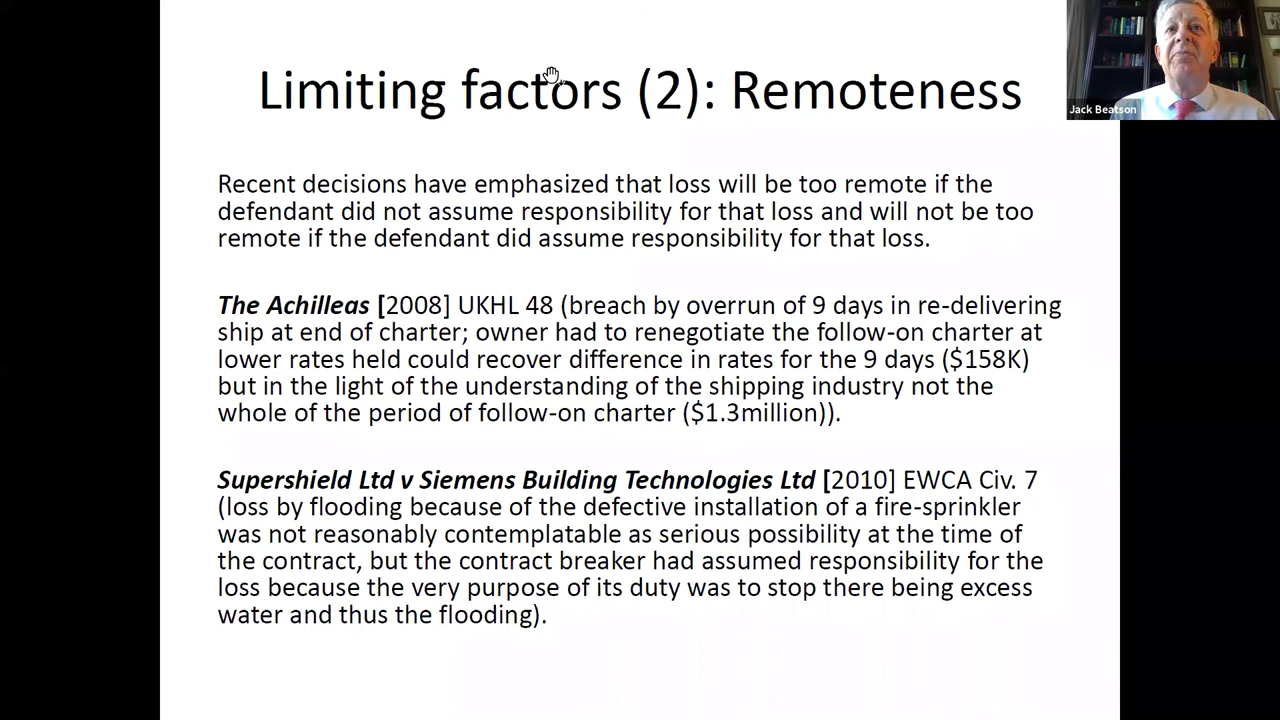 Limiting factors (2): Remoteness
Jack Beatson
Recent decisions have emphasized that loss will be too remote if the
defendant did not assume responsibility for that loss and will not be too
remote if the defendant did assume responsibility for that loss.
The Achilleas [2008] UKHL 48 (breach by overrun of 9 days in re-delivering
ship at end of charter; owner had to renegotiate the follow-on charter at
lower rates held could recover difference in rates for the 9 days ($158K)
but in the light of the understanding of the shipping industry not the
whole of the period of follow-on charter ($1.3million)).
Supershield Ltd v Siemens Building Technologies Ltd [2010] EWCA Civ. 7
(loss by flooding because of the defective installation of a fire-sprinkler
was not reasonably contemplatable as serious possibility at the time of
the contract, but the contract breaker had assumed responsibility for the
loss because the very purpose of its duty was to stop there being excess
water and thus the flooding).